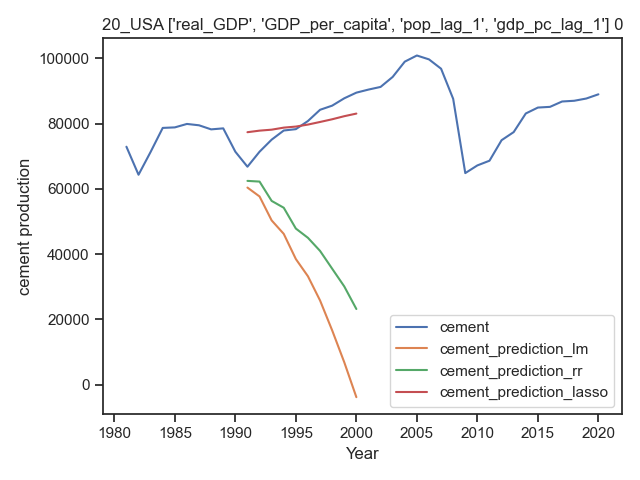 20_USA ['real_GDP', 'GDP_per_capita', 'pop_lag_1', 'gdp_pc_lag_1'] 0
100000
80000
60000
40000
20000
0
cement production
cement
cement_prediction_lm
cement_prediction_rr
cement_prediction_lasso
1980 1985 1990 1995 2000 2005 2010 2015 2020
Year